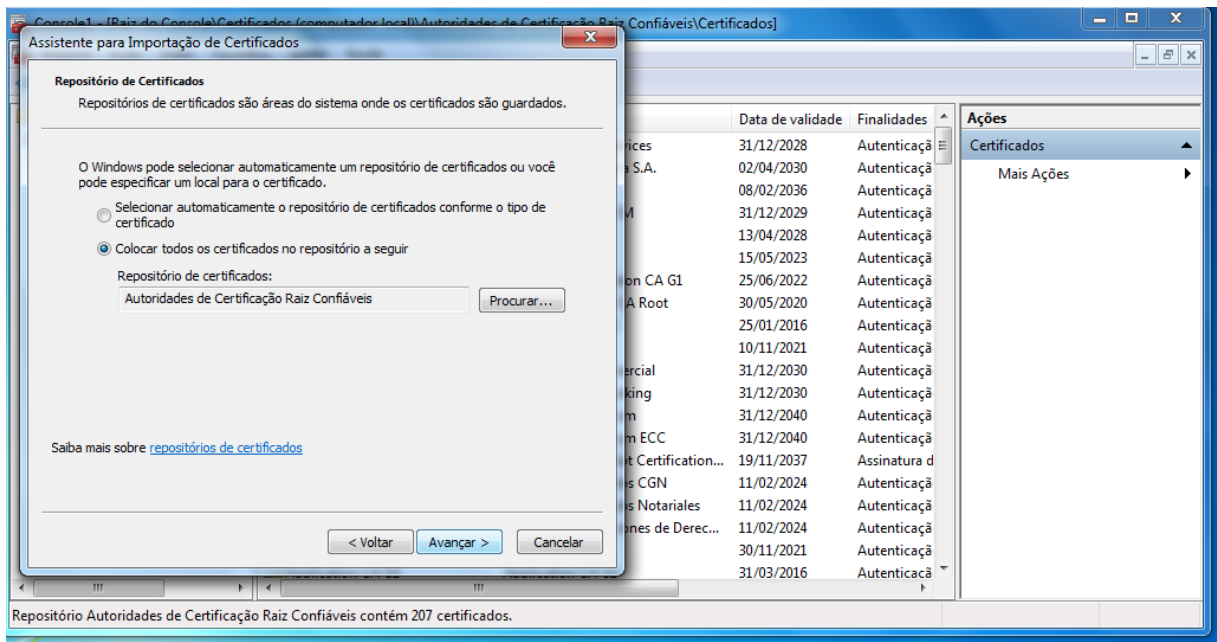 Console1 - [Raiz do Console\Certificados (computador local)\Autoridades de Certificação Raiz Confiáveis\Certificados]
Assistente para Importação de Certificados
Repositório de Certificados
Repositórios de certificados são áreas do sistema onde os certificados são guardados.
O Windows pode selecionar automaticamente um repositório de certificados ou você
pode especificar um local para o certificado.
Selecionar automaticamente o repositório de certificados conforme o tipo de
certificado
Colocar todos os certificados no repositório a seguir
Repositório de certificados:
Autoridades de Certificação Raiz Confiáveis
Procurar...
Saiba mais sobre repositórios de certificados
< Voltar
Avançar >
Cancelar
Data de validade Finalidades
vices 31/12/2028 Autenticaçã
a S.A. 02/04/2030 Autenticaçã
08/02/2036 Autenticaçã
M 31/12/2029 Autenticaçã
13/04/2028 Autenticaçã
15/05/2023 Autenticaçã
on CA G1 25/06/2022 Autenticaçã
A Root 30/05/2020 Autenticaçã
25/01/2016 Autenticaçã
10/11/2021 Autenticaçã
ercial 31/12/2030 Autenticaçã
king 31/12/2030 Autenticaçã
m 31/12/2040 Autenticaçã
m ECC 31/12/2040 Autenticaçã
ot Certification... 19/11/2037 Assinatura d
os CGN 11/02/2024 Autenticaçã
os Notariales 11/02/2024 Autenticaçã
ones de Derec... 11/02/2024 Autenticaçã
30/11/2021 Autenticaçã
31/03/2016 Autenticaçã
Ações
Certificados
Mais Ações
Repositório Autoridades de Certificação Raiz Confiáveis contém 207 certificados.